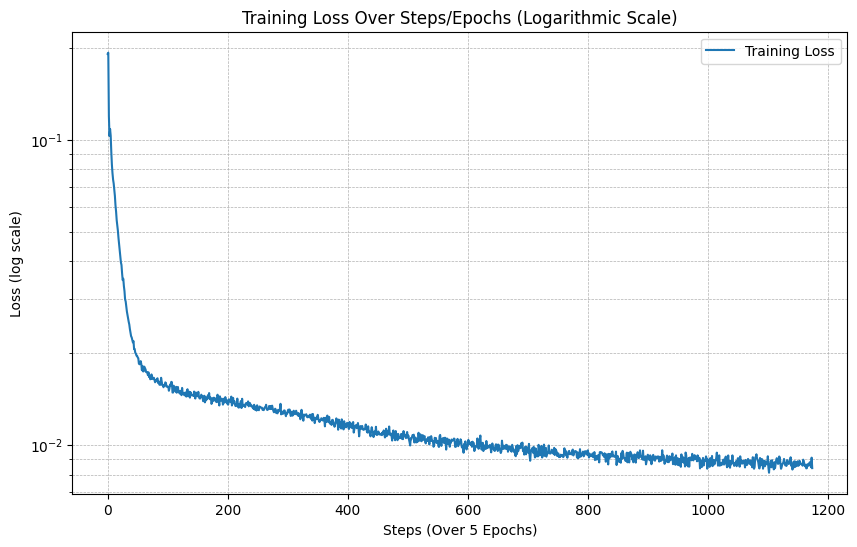 Training Loss Over Steps/Epochs (Logarithmic Scale)
Training Loss
Loss (log scale)
10⁻¹
10⁻²
0 200 400 600 800 1000 1200
Steps (Over 5 Epochs)